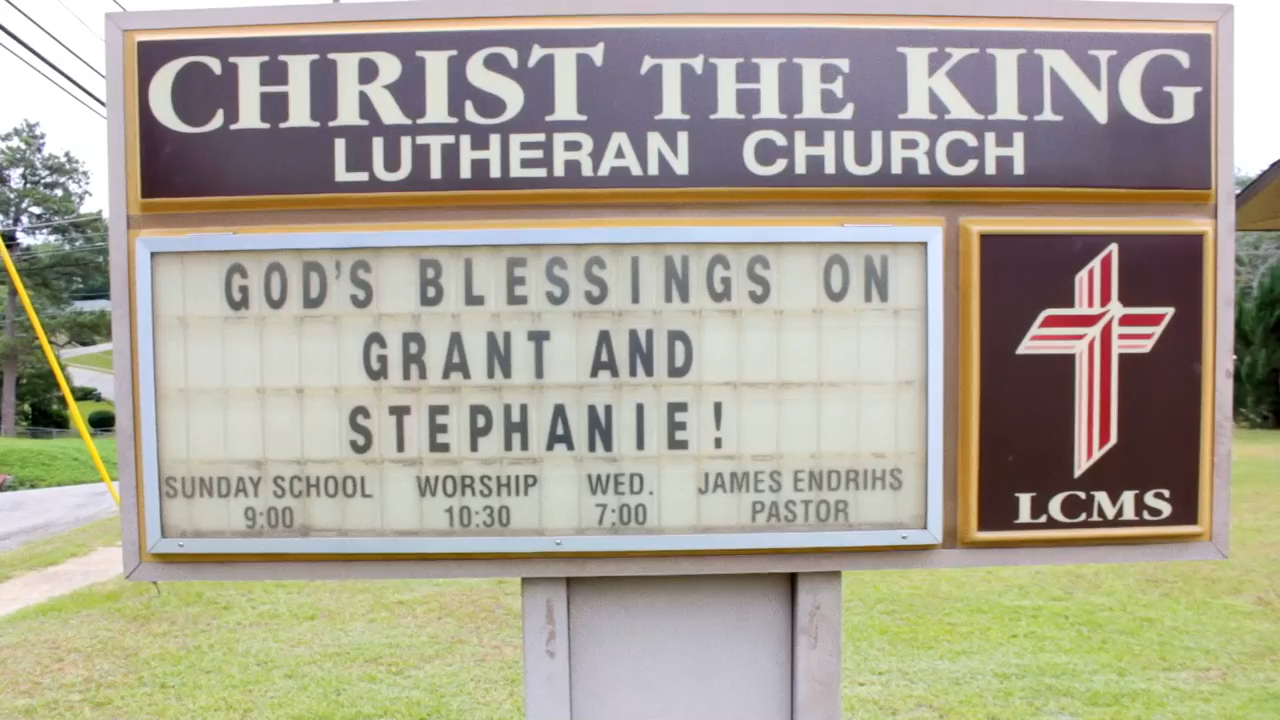 CHRIST THE KING
LUTHERAN CHURCH
GOD'S BLESSINGS ON
GRANT AND
STEPHANIE!
SUNDAY SCHOOL WORSHIP WED. JAMES ENDRIHS
9:00 10:30 7:00 PASTOR
LCMS